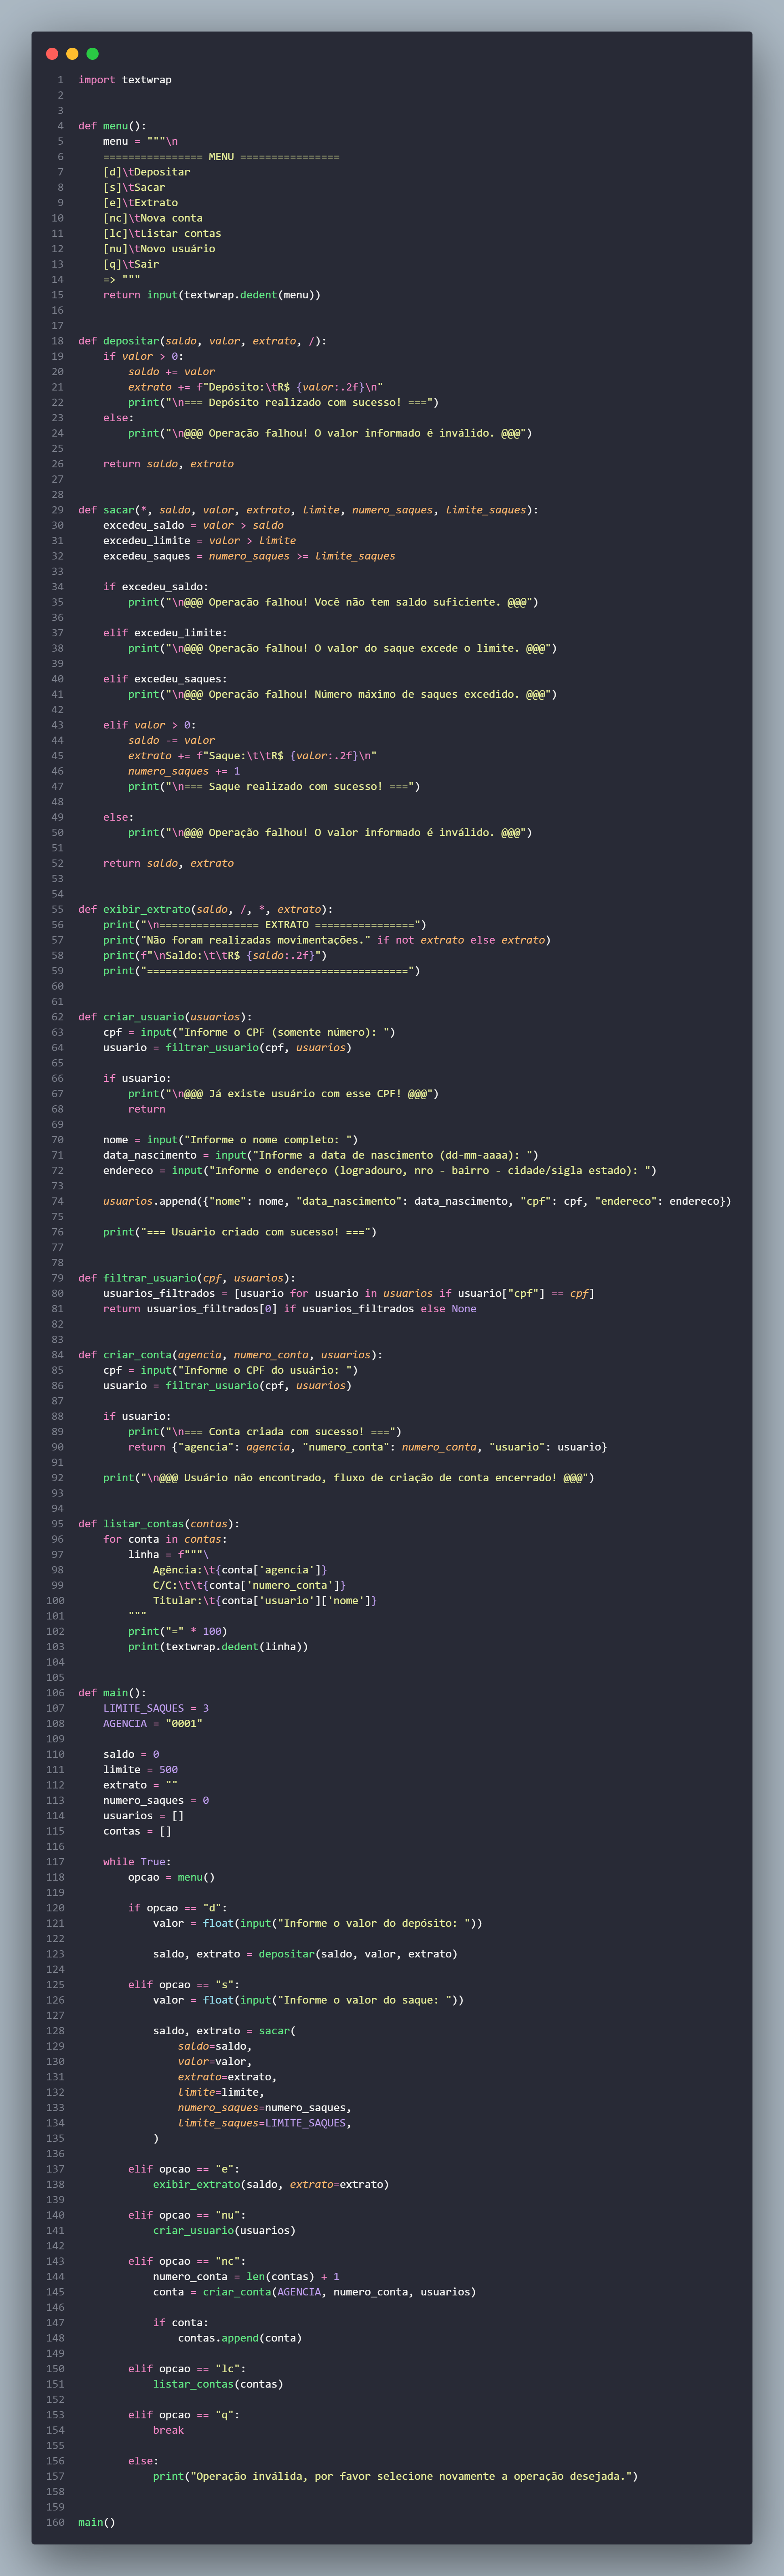 1 import textwrap
2
3
4 def menu():
5     menu = """\n
6     ================ MENU ================
7     [d]\tDepositar
8     [s]\tSacar
9     [e]\tExtrato
10     [nc]\tNova conta
11     [lc]\tListar contas
12     [nu]\tNovo usuário
13     [q]\tSair
14     => """
15     return input(textwrap.dedent(menu))
16
17
18 def depositar(saldo, valor, extrato, /):
19     if valor > 0:
20         saldo += valor
21         extrato += f"Depósito:\tR$ {valor:.2f}\n"
22         print("\n=== Depósito realizado com sucesso! ===")
23     else:
24         print("\n@@@ Operação falhou! O valor informado é inválido. @@@")
25
26     return saldo, extrato
27
28
29 def sacar(*, saldo, valor, extrato, limite, numero_saques, limite_saques):
30     excedeu_saldo = valor > saldo
31     excedeu_limite = valor > limite
32     excedeu_saques = numero_saques >= limite_saques
33
34     if excedeu_saldo:
35         print("\n@@@ Operação falhou! Você não tem saldo suficiente. @@@")
36
37     elif excedeu_limite:
38         print("\n@@@ Operação falhou! O valor do saque excede o limite. @@@")
39
40     elif excedeu_saques:
41         print("\n@@@ Operação falhou! Número máximo de saques excedido. @@@")
42
43     elif valor > 0:
44         saldo -= valor
45         extrato += f"Saque:\t\tR$ {valor:.2f}\n"
46         numero_saques += 1
47         print("\n=== Saque realizado com sucesso! ===")
48
49     else:
50         print("\n@@@ Operação falhou! O valor informado é inválido. @@@")
51
52     return saldo, extrato
53
54
55 def exibir_extrato(saldo, /, *, extrato):
56     print("\n================ EXTRATO ================")
57     print("Não foram realizadas movimentações." if not extrato else extrato)
58     print(f"\nSaldo:\t\tR$ {saldo:.2f}")
59     print("==========================================")
60
61
62 def criar_usuario(usuarios):
63     cpf = input("Informe o CPF (somente número): ")
64     usuario = filtrar_usuario(cpf, usuarios)
65
66     if usuario:
67         print("\n@@@ Já existe usuário com esse CPF! @@@")
68         return
69
70     nome = input("Informe o nome completo: ")
71     data_nascimento = input("Informe a data de nascimento (dd-mm-aaaa): ")
72     endereco = input("Informe o endereço (logradouro, nro - bairro - cidade/sigla estado): ")
73
74     usuarios.append({"nome": nome, "data_nascimento": data_nascimento, "cpf": cpf, "endereco": endereco})
75
76     print("=== Usuário criado com sucesso! ===")
77
78
79 def filtrar_usuario(cpf, usuarios):
80     usuarios_filtrados = [usuario for usuario in usuarios if usuario["cpf"] == cpf]
81     return usuarios_filtrados[0] if usuarios_filtrados else None
82
83
84 def criar_conta(agencia, numero_conta, usuarios):
85     cpf = input("Informe o CPF do usuário: ")
86     usuario = filtrar_usuario(cpf, usuarios)
87
88     if usuario:
89         print("\n=== Conta criada com sucesso! ===")
90         return {"agencia": agencia, "numero_conta": numero_conta, "usuario": usuario}
91
92     print("\n@@@ Usuário não encontrado, fluxo de criação de conta encerrado! @@@")
93
94
95 def listar_contas(contas):
96     for conta in contas:
97         linha = f"""\
98             Agência:\t{conta['agencia']}
99             C/C:\t\t{conta['numero_conta']}
100             Titular:\t{conta['usuario']['nome']}
101         """
102         print("=" * 100)
103         print(textwrap.dedent(linha))
104
105
106 def main():
107     LIMITE_SAQUES = 3
108     AGENCIA = "0001"
109
110     saldo = 0
111     limite = 500
112     extrato = ""
113     numero_saques = 0
114     usuarios = []
115     contas = []
116
117     while True:
118         opcao = menu()
119
120         if opcao == "d":
121             valor = float(input("Informe o valor do depósito: "))
122
123             saldo, extrato = depositar(saldo, valor, extrato)
124
125         elif opcao == "s":
126             valor = float(input("Informe o valor do saque: "))
127
128             saldo, extrato = sacar(
129                 saldo=saldo,
130                 valor=valor,
131                 extrato=extrato,
132                 limite=limite,
133                 numero_saques=numero_saques,
134                 limite_saques=LIMITE_SAQUES,
135             )
136
137         elif opcao == "e":
138             exibir_extrato(saldo, extrato=extrato)
139
140         elif opcao == "nu":
141             criar_usuario(usuarios)
142
143         elif opcao == "nc":
144             numero_conta = len(contas) + 1
145             conta = criar_conta(AGENCIA, numero_conta, usuarios)
146
147             if conta:
148                 contas.append(conta)
149
150         elif opcao == "lc":
151             listar_contas(contas)
152
153         elif opcao == "q":
154             break
155
156         else:
157             print("Operação inválida, por favor selecione novamente a operação desejada.")
158
159
160 main()